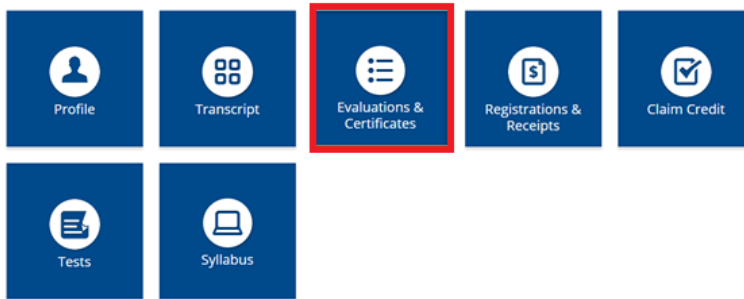 Profile
Transcript
Evaluations &
Certificates
Registrations &
Receipts
Claim Credit
Tests
Syllabus